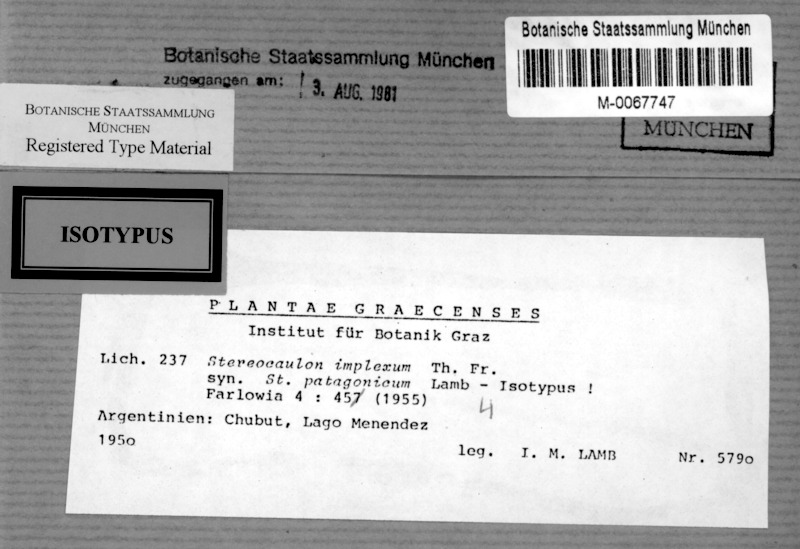 Botanische Staatssammlung München
zugegangen am: 13. AUG. 1981
Botanische Staatssammlung München
M-0067747
MÜNCHEN
BOTANISCHE STAATSSAMMLUNG
MÜNCHEN
Registered Type Material
ISOTYPUS
PLANTAE GRAECENSES
Institut für Botanik Graz
Lich. 237 Stereocaulon implexum Th. Fr.
syn. St. patagonicum Lamb - Isotypus !
Farlowia 4 : 457 (1955)
4
Argentinien: Chubut, Lago Menendez
195o
leg. I. M. LAMB Nr. 579o